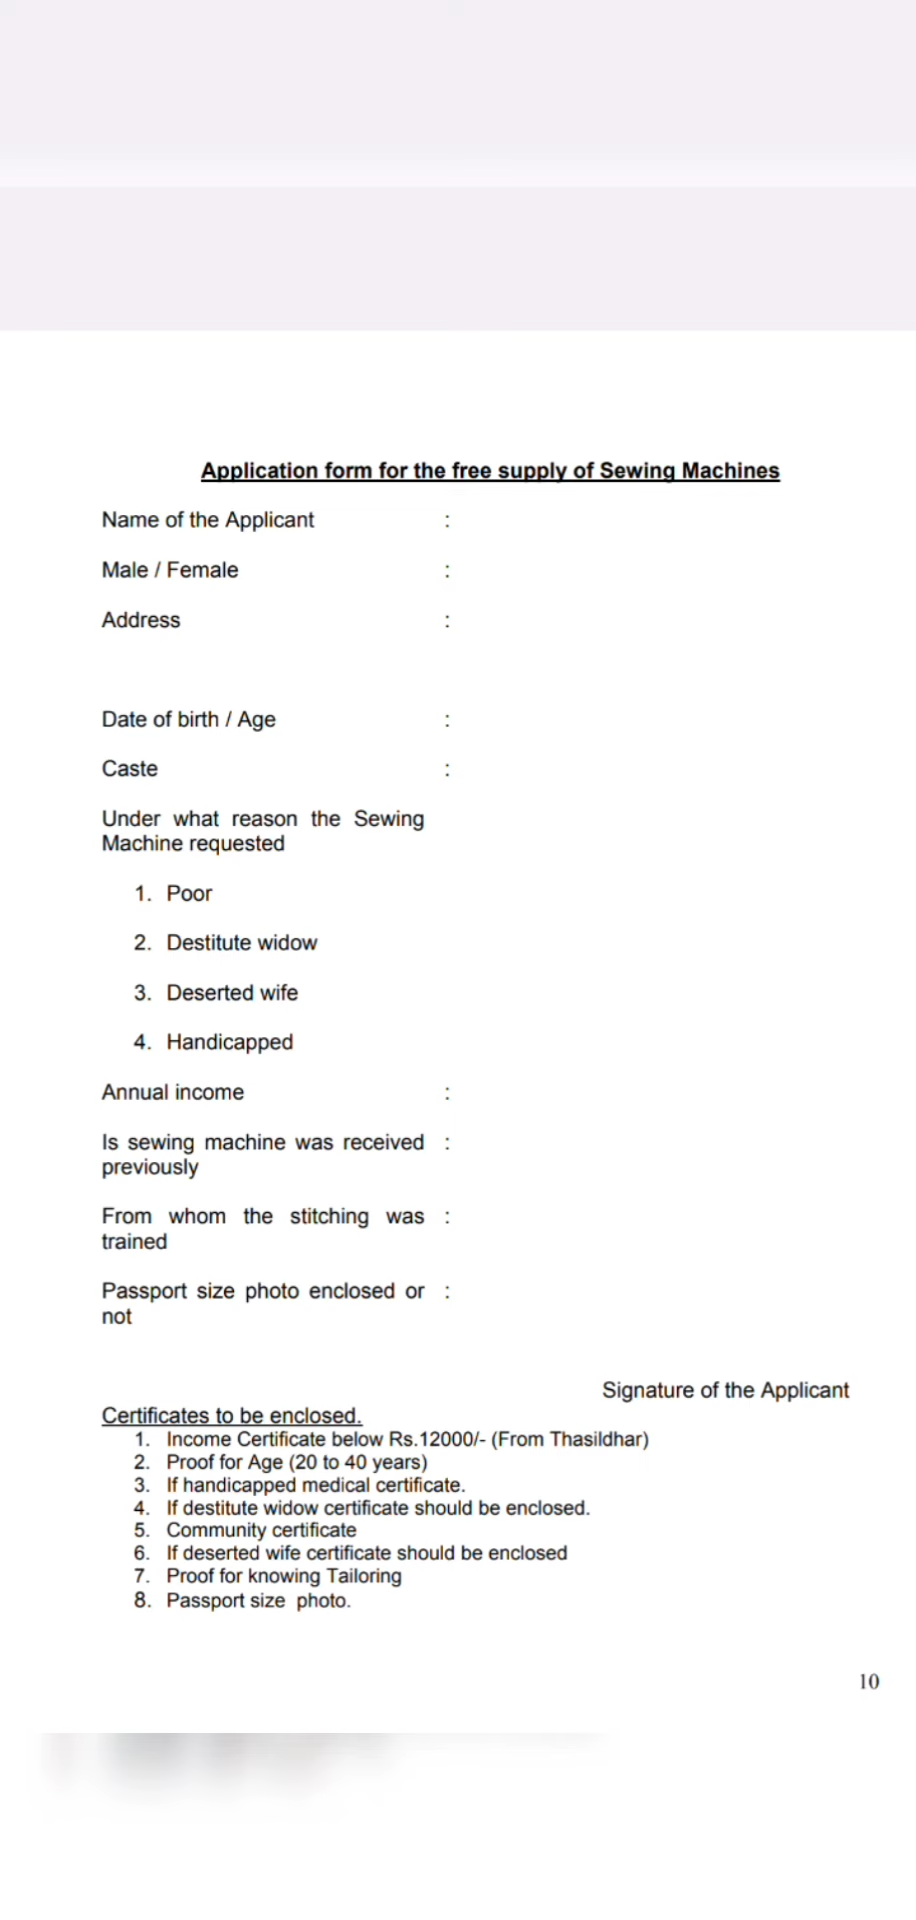 Application form for the free supply of Sewing Machines
Name of the Applicant :
Male / Female :
Address :
Date of birth / Age :
Caste :
Under what reason the Sewing
Machine requested
1. Poor
2. Destitute widow
3. Deserted wife
4. Handicapped
Annual income :
Is sewing machine was received :
previously
From whom the stitching was :
trained
Passport size photo enclosed or :
not
Signature of the Applicant
Certificates to be enclosed.
1. Income Certificate below Rs.12000/- (From Thasildhar)
2. Proof for Age (20 to 40 years)
3. If handicapped medical certificate.
4. If destitute widow certificate should be enclosed.
5. Community certificate
6. If deserted wife certificate should be enclosed
7. Proof for knowing Tailoring
8. Passport size photo.
10